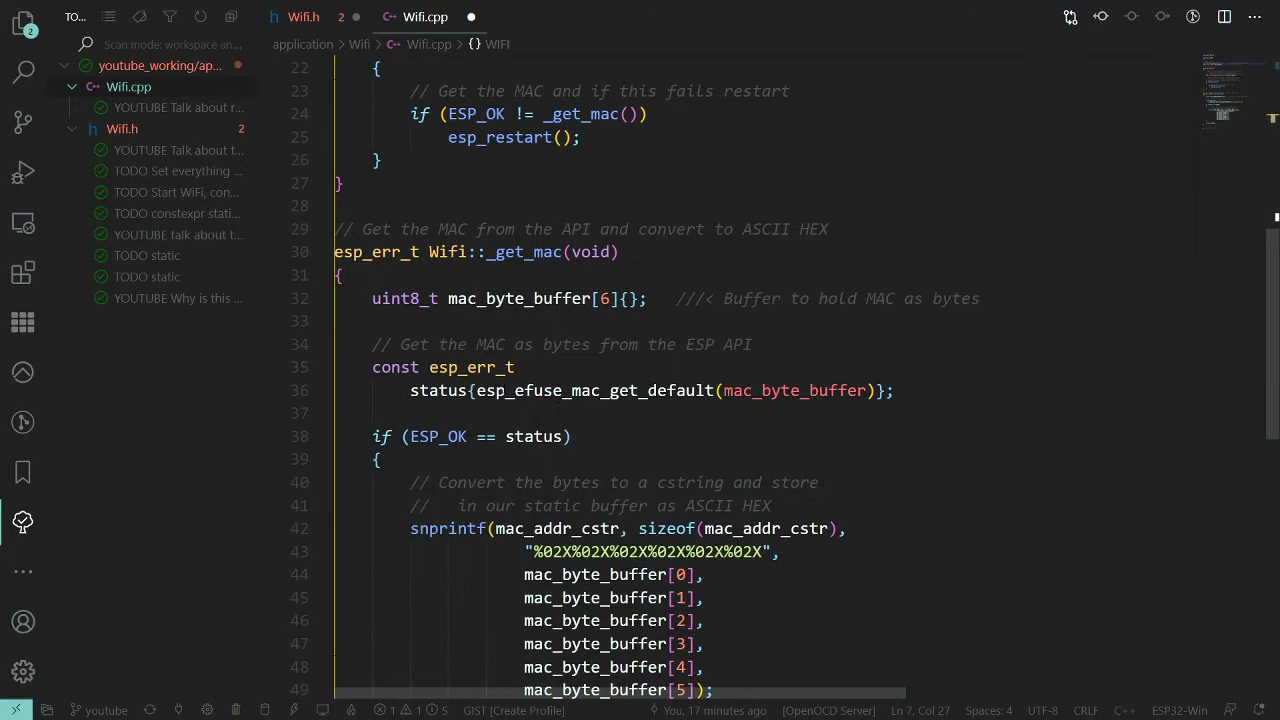 TO...
Wifi.h 2
Wifi.cpp
Scan mode: workspace an...
application > Wifi > Wifi.cpp > {} WIFI
youtube_working/ap...
Wifi.cpp
YOUTUBE Talk about r...
Wifi.h 2
YOUTUBE Talk about t...
TODO Set everything ...
TODO Start WiFi, con...
TODO constexpr stati...
YOUTUBE talk about t...
TODO static
TODO static
YOUTUBE Why is this ...
2
22 {
23 // Get the MAC and if this fails restart
24 if (ESP_OK != _get_mac())
25 esp_restart();
26 }
27 }
28
29 // Get the MAC from the API and convert to ASCII HEX
30 esp_err_t Wifi::_get_mac(void)
31 {
32 uint8_t mac_byte_buffer[6]{}; ///< Buffer to hold MAC as bytes
33
34 // Get the MAC as bytes from the ESP API
35 const esp_err_t
36 status{esp_efuse_mac_get_default(mac_byte_buffer)};
37
38 if (ESP_OK == status)
39 {
40 // Convert the bytes to a cstring and store
41 //   in our static buffer as ASCII HEX
42 snprintf(mac_addr_cstr, sizeof(mac_addr_cstr),
43 "%02X%02X%02X%02X%02X%02X",
44 mac_byte_buffer[0],
45 mac_byte_buffer[1],
46 mac_byte_buffer[2],
47 mac_byte_buffer[3],
48 mac_byte_buffer[4],
49 mac_byte_buffer[5]);
youtube 1 1 5 GIST [Create Profile] You, 17 minutes ago [OpenOCD Server] Ln 7, Col 27 Spaces: 4 UTF-8 CRLF C++ ESP32-Win